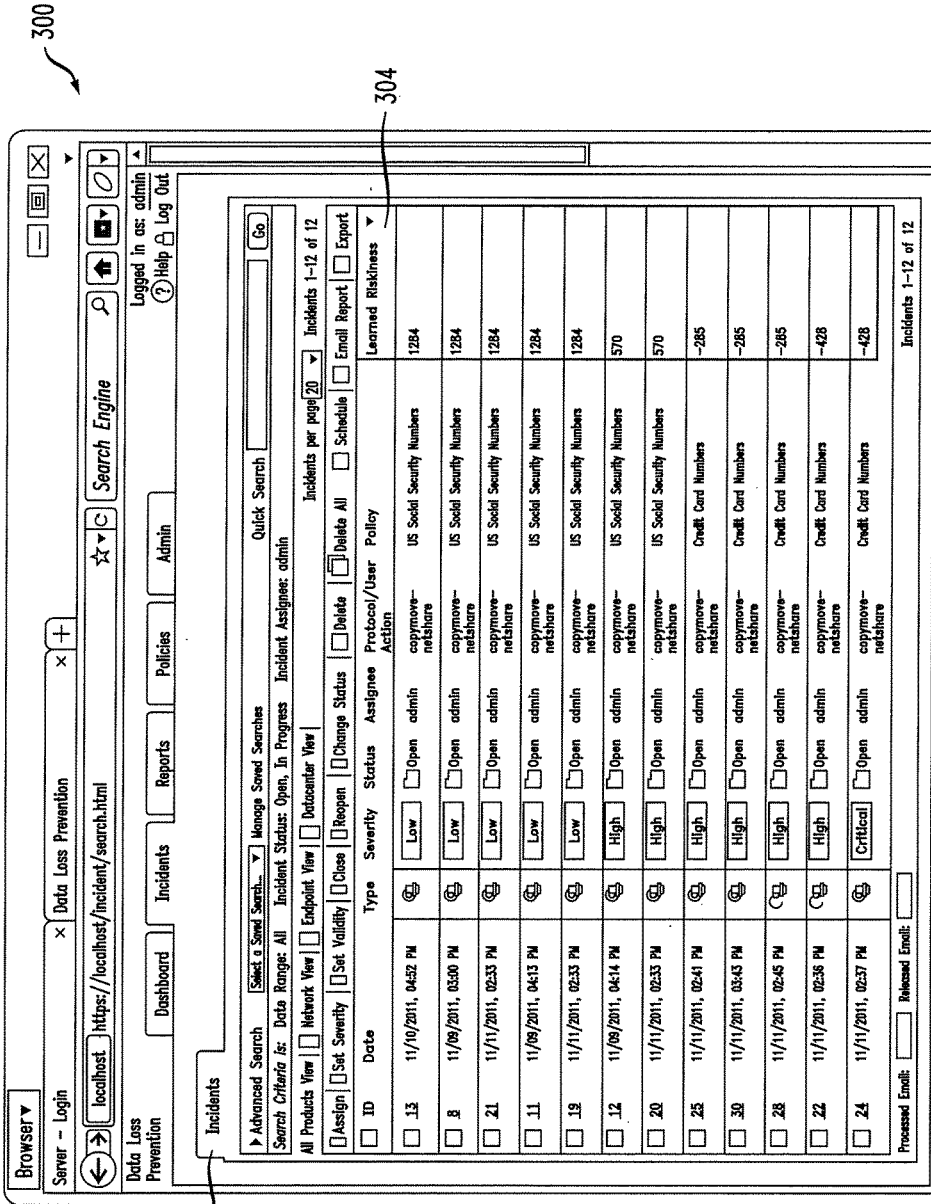 300
Browser▼
Server – Login × Data Loss Prevention × +
localhost https://localhost/incident/search.html Search Engine
Data Loss Prevention
Logged in as: admin
? Help Log Out
Dashboard Incidents Reports Policies Admin
Incidents
304
▶Advanced Search Select a Saved Search... ▼ Manage Saved Searches Quick Search Go
Search Criteria is: Date Range: All Incident Status: Open, In Progress Incident Assignee: admin
All Products View Network View Endpoint View Datacenter View Incidents per page 20 ▼ Incidents 1–12 of 12
Assign Set Severity Set Validity Close Reopen Change Status Delete Delete All Schedule Email Report Export
ID Date Type Severity Status Assignee Protocol/User Action Policy Learned Riskiness ▼
13 11/10/2011, 04:52 PM Low Open admin copymove–netshare US Social Security Numbers 1284
8 11/09/2011, 03:00 PM Low Open admin copymove–netshare US Social Security Numbers 1284
21 11/11/2011, 02:33 PM Low Open admin copymove–netshare US Social Security Numbers 1284
11 11/09/2011, 04:13 PM Low Open admin copymove–netshare US Social Security Numbers 1284
19 11/11/2011, 02:33 PM Low Open admin copymove–netshare US Social Security Numbers 1284
12 11/09/2011, 04:14 PM High Open admin copymove–netshare US Social Security Numbers 570
20 11/11/2011, 02:33 PM High Open admin copymove–netshare US Social Security Numbers 570
25 11/11/2011, 02:41 PM High Open admin copymove–netshare Credit Card Numbers –285
30 11/11/2011, 03:43 PM High Open admin copymove–netshare Credit Card Numbers –285
28 11/11/2011, 02:45 PM High Open admin copymove–netshare Credit Card Numbers –285
22 11/11/2011, 02:36 PM High Open admin copymove–netshare Credit Card Numbers –428
24 11/11/2011, 02:37 PM Critical Open admin copymove–netshare Credit Card Numbers –428
Processed Email: Released Email: Incidents 1–12 of 12